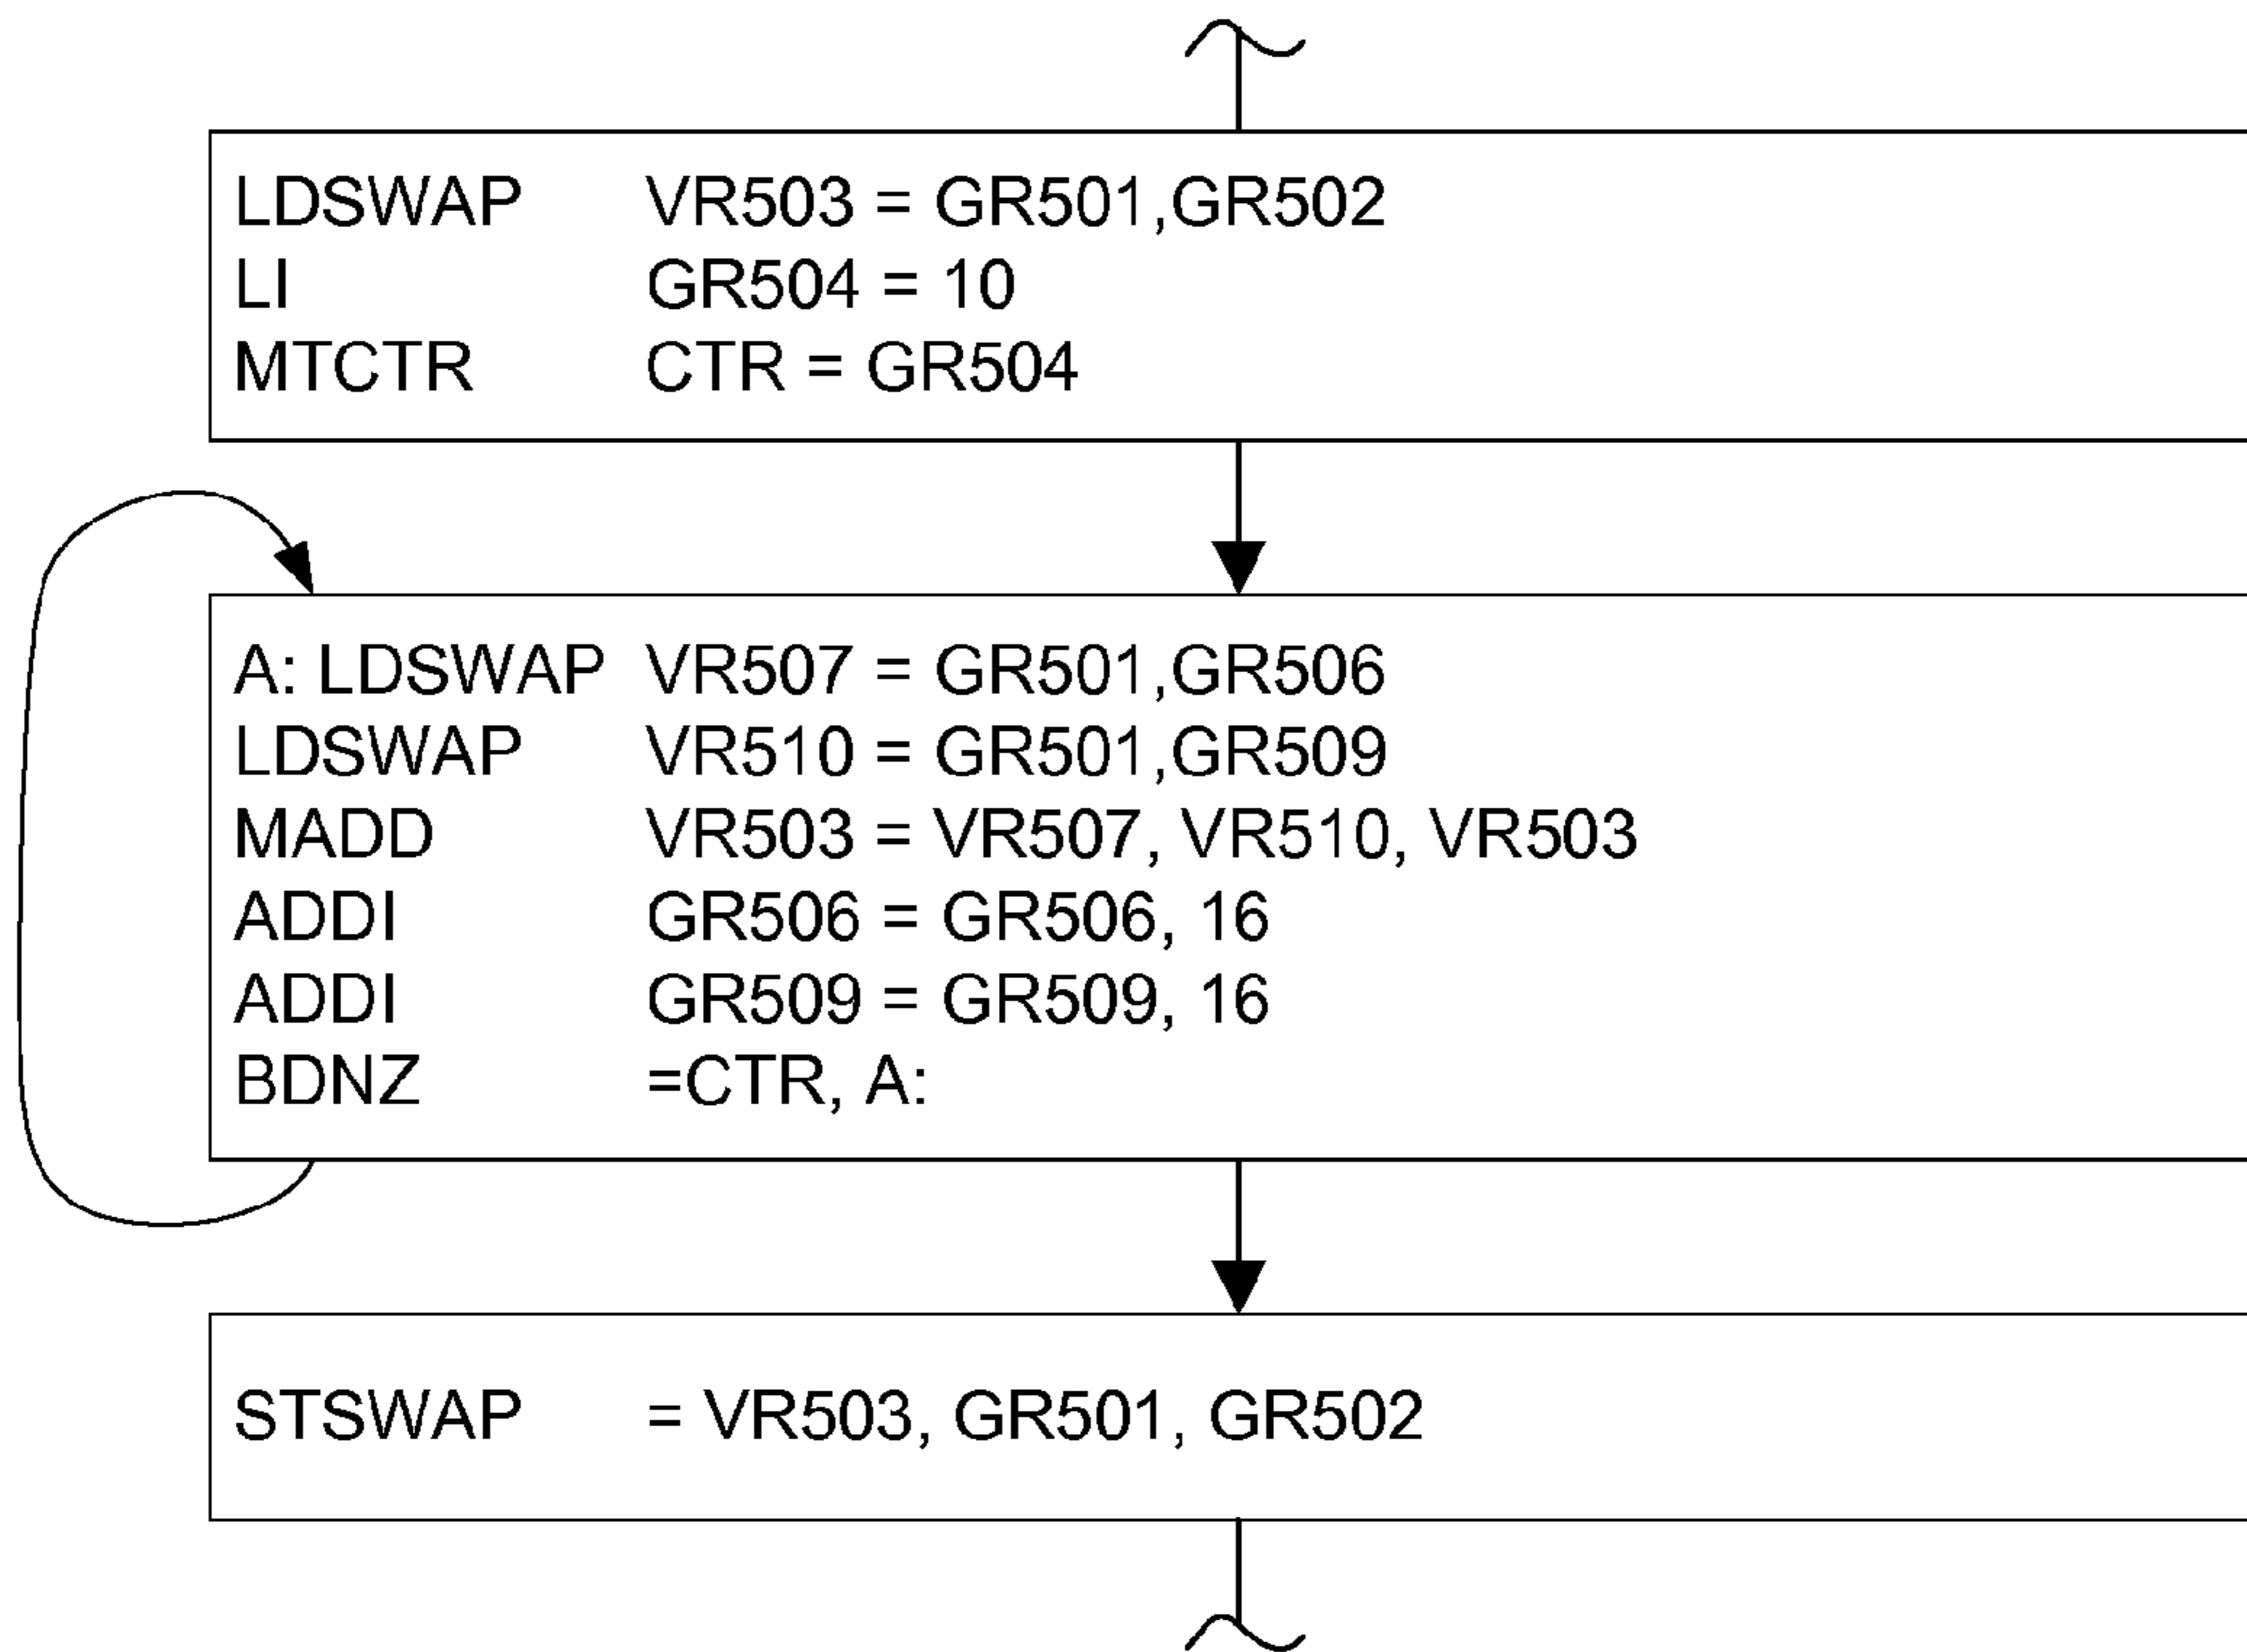 LDSWAP VR503 = GR501,GR502
LI GR504 = 10
MTCTR CTR = GR504
A: LDSWAP VR507 = GR501,GR506
LDSWAP VR510 = GR501,GR509
MADD VR503 = VR507, VR510, VR503
ADDI GR506 = GR506, 16
ADDI GR509 = GR509, 16
BDNZ =CTR, A:
STSWAP = VR503, GR501, GR502